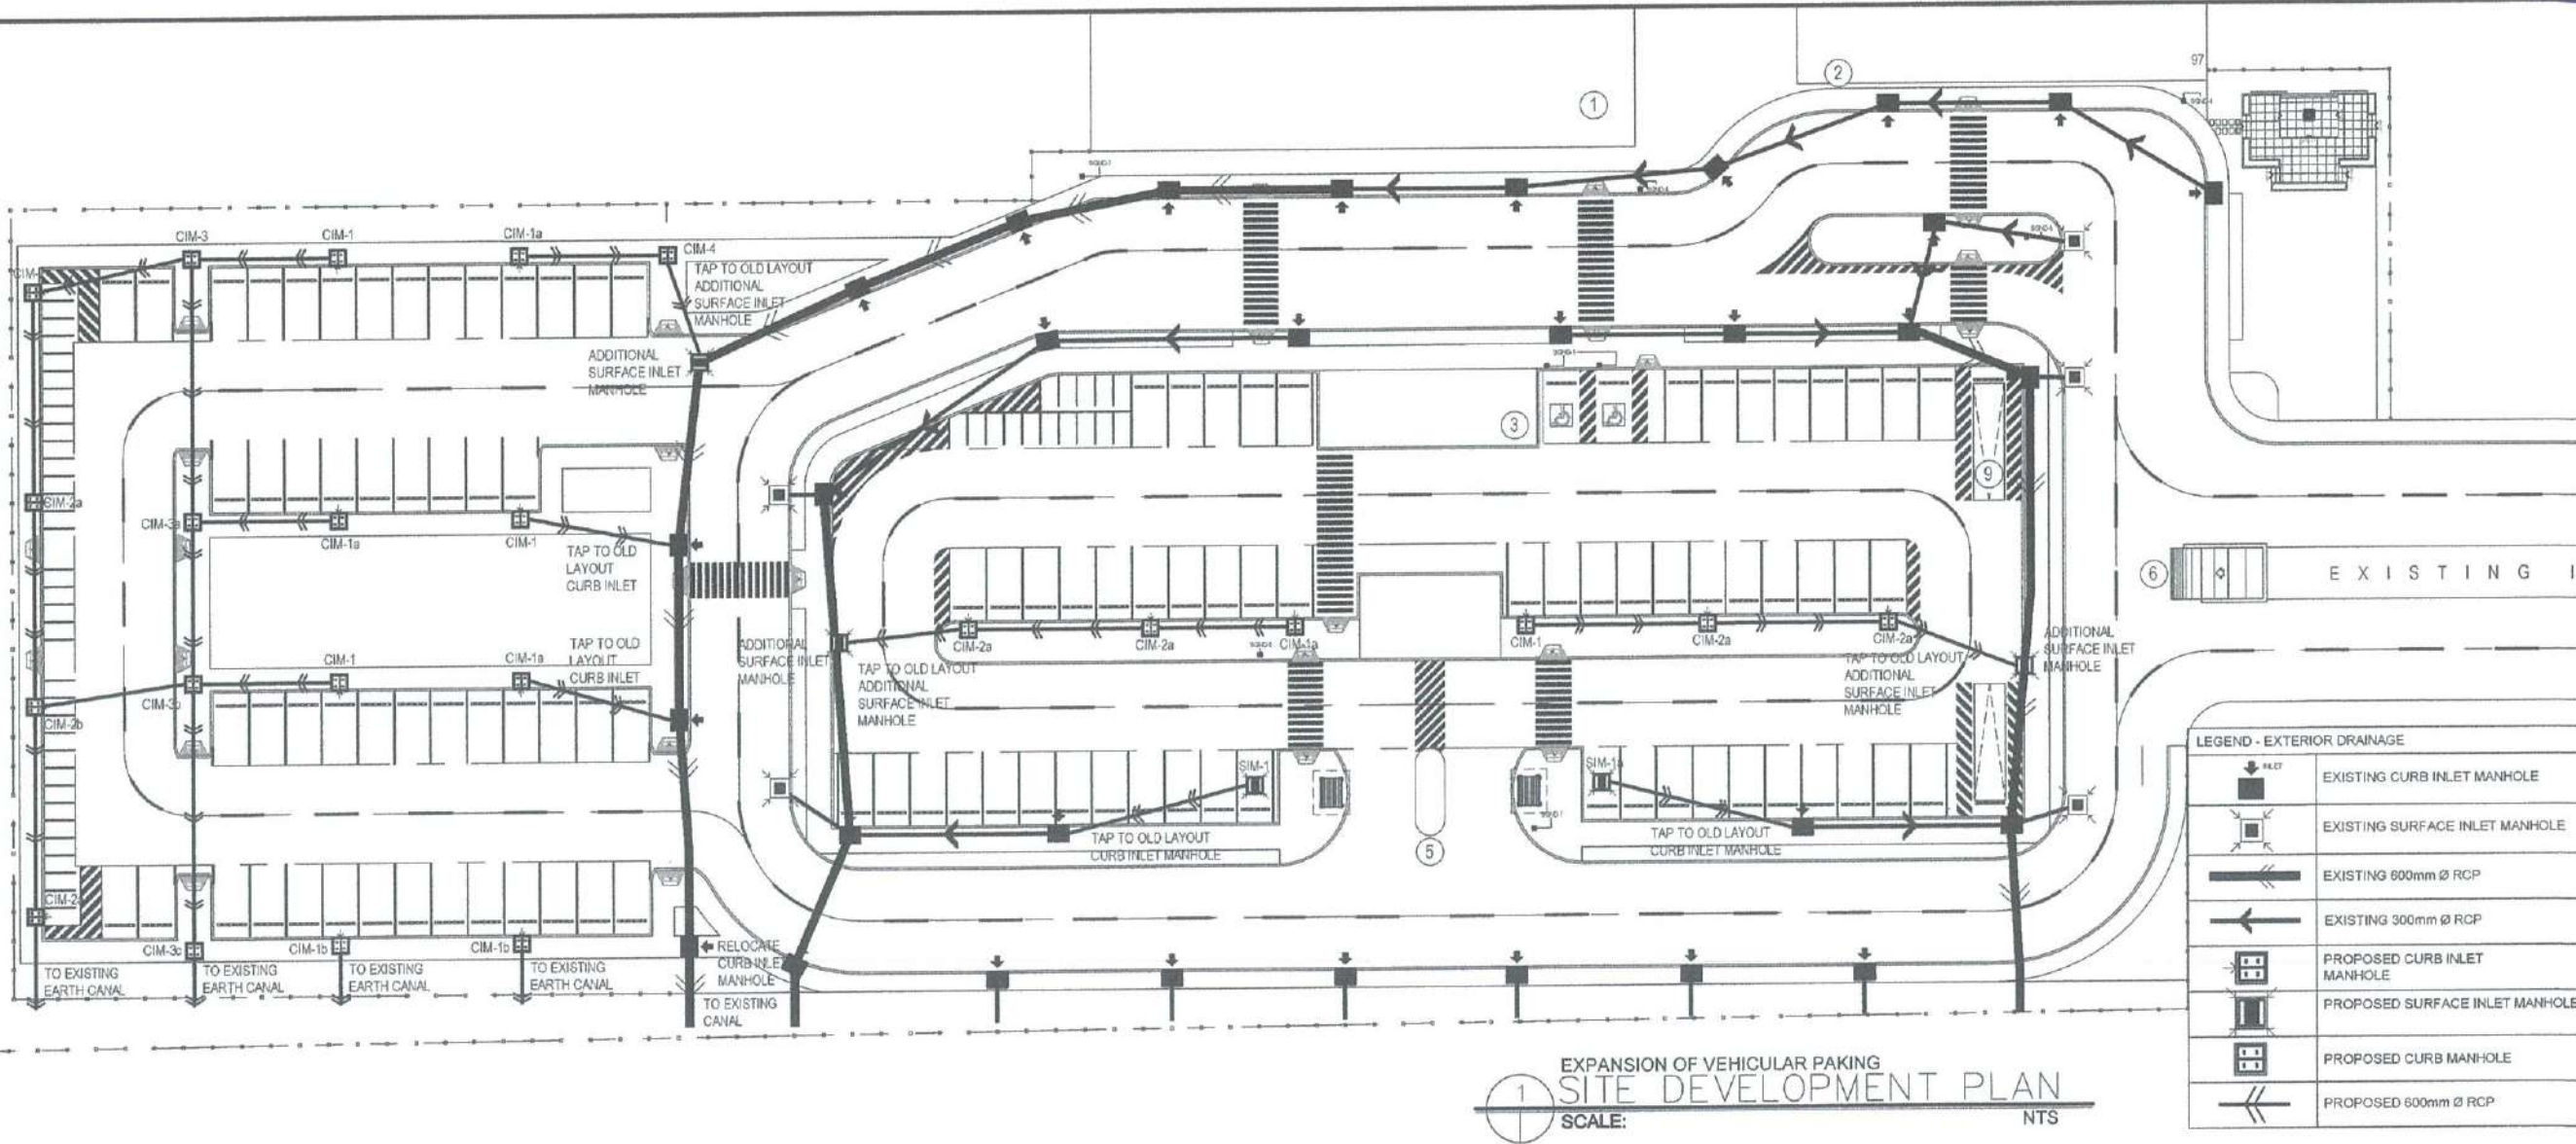 1
2
97
CIM-3
CIM-1
CIM-1a
CIM-4
TAP TO OLD LAYOUT
ADDITIONAL
SURFACE INLET
MANHOLE
ADDITIONAL
SURFACE INLET
MANHOLE
3
9
CIM-2a
CIM-3a
CIM-1a
CIM-1
TAP TO OLD
LAYOUT
CURB INLET
6
EXISTING
CIM-2a
CIM-2a
CIM-1a
CIM-1
CIM-2a
CIM-2a
ADDITIONAL
SURFACE INLET
MANHOLE
TAP TO OLD LAYOUT
ADDITIONAL
SURFACE INLET
MANHOLE
TAP TO OLD LAYOUT
ADDITIONAL
SURFACE INLET
MANHOLE
ADDITIONAL
SURFACE INLET
MANHOLE
CIM-1
CIM-1a
TAP TO OLD
LAYOUT
CURB INLET
CIM-2b
SIM-1
TAP TO OLD LAYOUT
CURB INLET MANHOLE
5
TAP TO OLD LAYOUT
CURB INLET MANHOLE
CIM-3c
CIM-1b
CIM-1b
RELOCATE
CURB INLE
MANHOLE
TO EXISTING
EARTH CANAL
TO EXISTING
EARTH CANAL
TO EXISTING
EARTH CANAL
TO EXISTING
EARTH CANAL
TO EXISTING
CANAL
LEGEND - EXTERIOR DRAINAGE
INLET
EXISTING CURB INLET MANHOLE
EXISTING SURFACE INLET MANHOLE
EXISTING 600mm Ø RCP
EXISTING 300mm Ø RCP
PROPOSED CURB INLET
MANHOLE
PROPOSED SURFACE INLET MANHOLE
PROPOSED CURB MANHOLE
PROPOSED 600mm Ø RCP
EXPANSION OF VEHICULAR PAKING
1 SITE DEVELOPMENT PLAN
SCALE: NTS